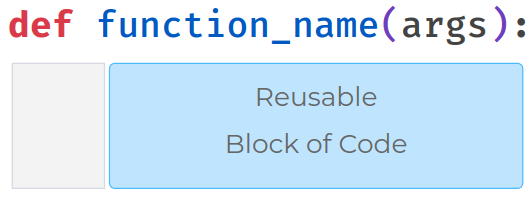 def function_name(args):
Reusable
Block of Code